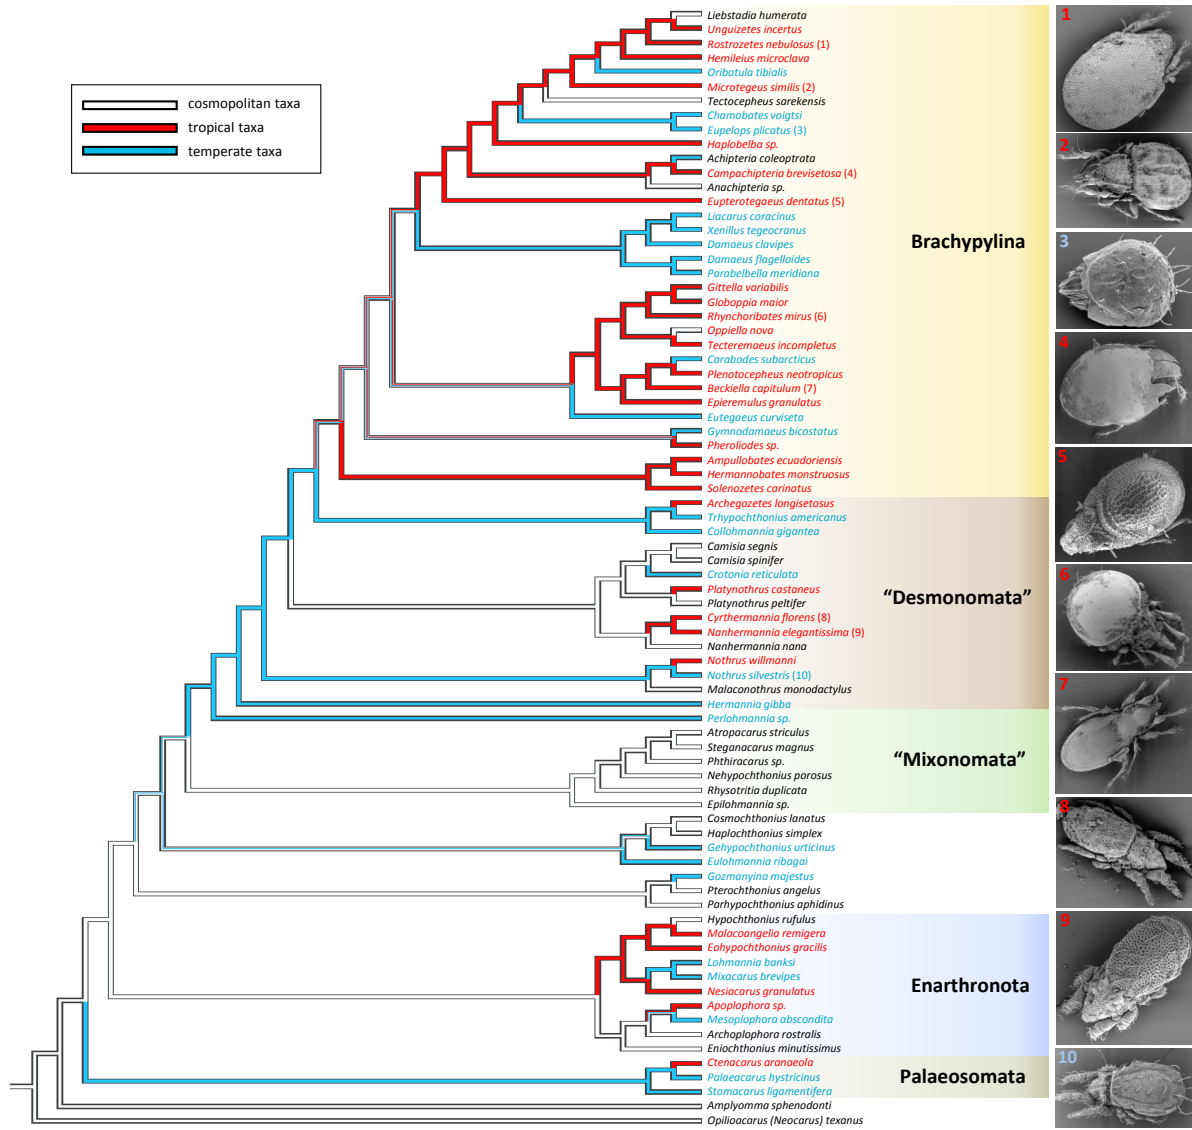 cosmopolitan taxa
tropical taxa
temperate taxa
Liebstadia humerata
Unguizetes incertus
Rostrozetes nebulosus (1)
Hemileius microclava
Oribatula tibialis
Microtegeus similis (2)
Tectocepheus sarekensis
Chamobates voigtsi
Eupelops plicatus (3)
Haplobelba sp.
Achipteria coleoptrata
Campachipteria brevisetosa (4)
Anachipteria sp.
Eupterotegaeus dentatus (5)
Liacarus coracinus
Xenillus tegeocranus
Damaeus clavipes
Damaeus flagelloides
Parabelbella meridiana
Gittella variabilis
Globoppia maior
Rhynchoribates mirus (6)
Oppiella nova
Tecteremaeus incompletus
Carabodes subarcticus
Plenotocepheus neotropicus
Beckiella capitulum (7)
Epieremulus granulatus
Eutegaeus curviseta
Gymnodamaeus bicostatus
Pheroliodes sp.
Ampullobates ecuadoriensis
Hermannobates monstruosus
Solenozetes carinatus
Brachypylina
Archegozetes longisetosus
Trhypochthonius americanus
Collohmannia gigantea
Camisia segnis
Camisia spinifer
Crotonia reticulata
Platynothrus castaneus
Platynothrus peltifer
Cyrthermannia florens (8)
Nanhermannia elegantissima (9)
Nanhermannia nana
Nothrus willmanni
Nothrus silvestris (10)
Malaconothrus monodactylus
Hermannia gibba
"Desmonomata"
Perlohmannia sp.
Atropacarus striculus
Steganacarus magnus
Phthiracarus sp.
Nehypochthonius porosus
Rhysotritia duplicata
Epilohmannia sp.
"Mixonomata"
Cosmochthonius lanatus
Haplochthonius simplex
Gehypochthonius urticinus
Eulohmannia ribagai
Gozmanyina majestus
Pterochthonius angelus
Parhypochthonius aphidinus
Hypochthonius rufulus
Malacoangelia remigera
Eohypochthonius gracilis
Lohmannia banksi
Mixacarus brevipes
Nesiacarus granulatus
Apoplophora sp.
Mesoplophora abscondita
Archoplophora rostralis
Eniochthonius minutissimus
Enarthronota
Ctenacarus aranaeola
Palaeacarus hystricinus
Stomacarus ligamentifera
Palaeosomata
Amplyomma sphenodonti
Opilioacarus (Neocarus) texanus
1
2
3
4
5
6
7
8
9
10